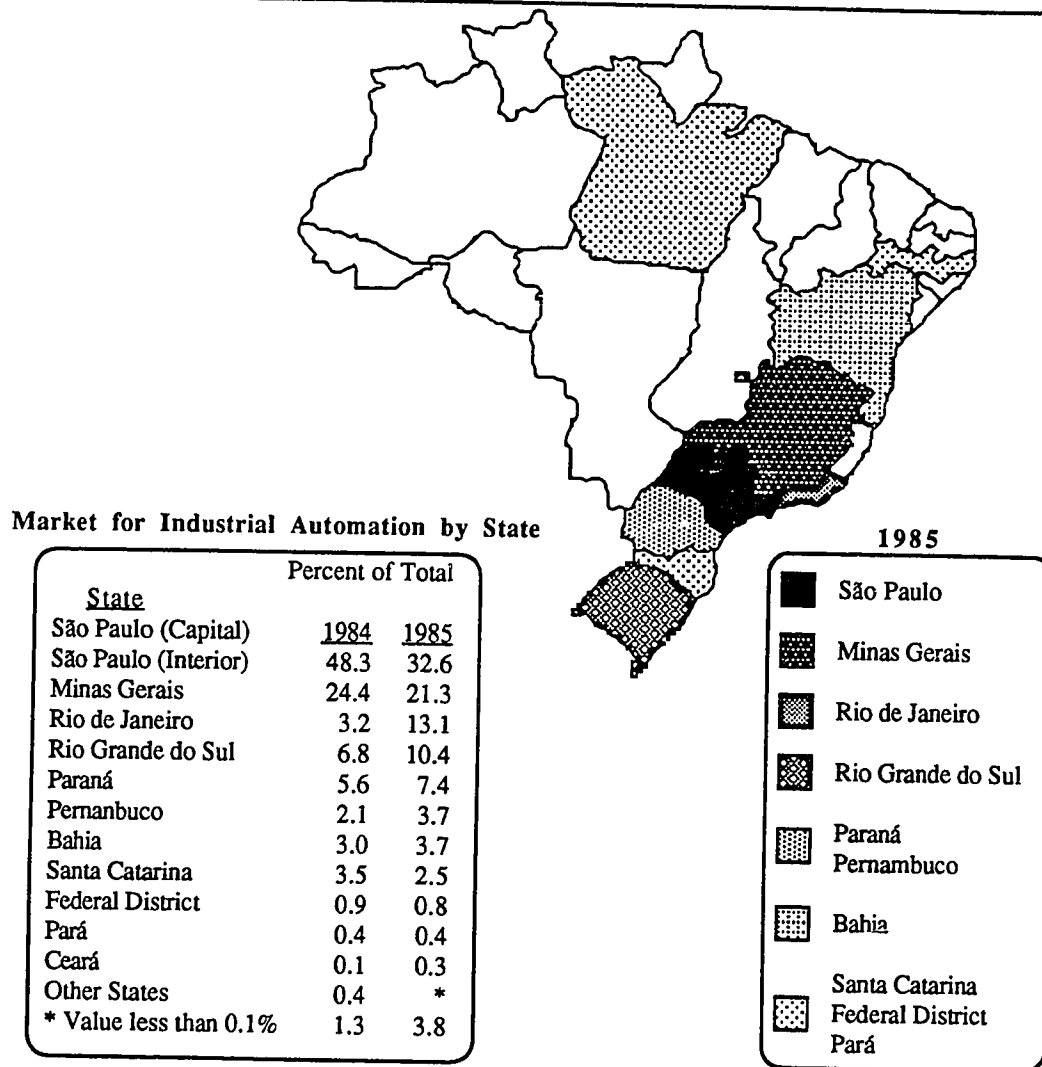 Market for Industrial Automation by State
Percent of Total
State
São Paulo (Capital) 1984 1985
São Paulo (Interior) 48.3 32.6
Minas Gerais 24.4 21.3
Rio de Janeiro 3.2 13.1
Rio Grande do Sul 6.8 10.4
Paraná 5.6 7.4
Pernanbuco 2.1 3.7
Bahia 3.0 3.7
Santa Catarina 3.5 2.5
Federal District 0.9 0.8
Pará 0.4 0.4
Ceará 0.1 0.3
Other States 0.4 *
* Value less than 0.1% 1.3 3.8
1985
São Paulo
Minas Gerais
Rio de Janeiro
Rio Grande do Sul
Paraná
Pernambuco
Bahia
Santa Catarina
Federal District
Pará